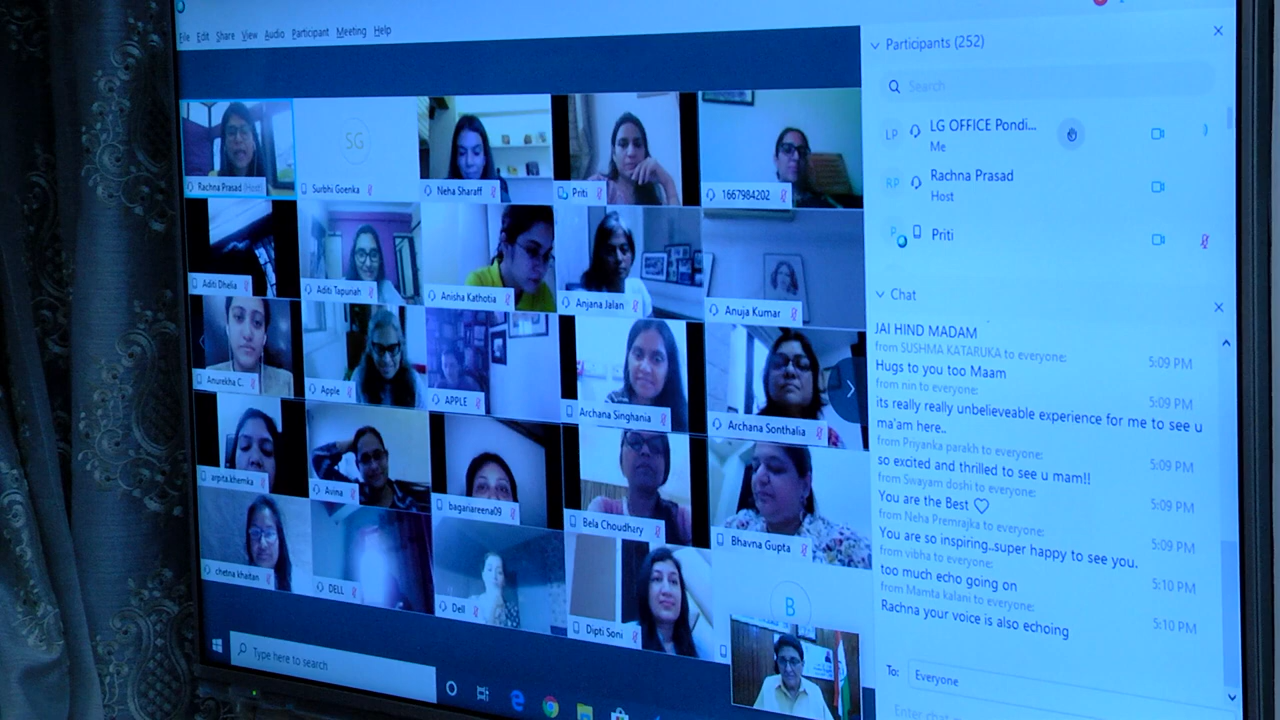 File Edit Share View Audio Participant Meeting Help
Rachna Prasad (Host)
SG
Surbhi Goenka
Neha Sharaff
Priti
1667984202
Aditi Dhelia
Aditi Tapuriah
Anisha Kathotia
Anjana Jalan
Anuja Kumar
Anurekha C.
Apple
APPLE
Archana Singhania
Archana Sonthalia
arpita.khemka
Avina
bagariareena09
Bela Choudhary
Bhavna Gupta
chetna khaitan
DELL
Dell
Dipti Soni
B
Type here to search
Participants (252)
Search
LP LG OFFICE Pondi...
Me
RP Rachna Prasad
Host
P Priti
Chat
JAI HIND MADAM
from SUSHMA KATARUKA to everyone: 5:09 PM
Hugs to you too Maam
from nin to everyone: 5:09 PM
its really really unbelieveable experience for me to see u
ma'am here..
from Priyanka parakh to everyone: 5:09 PM
so excited and thrilled to see u mam!!
from Swayam doshi to everyone: 5:09 PM
You are the Best ♡
from Neha Premrajka to everyone: 5:09 PM
You are so inspiring..super happy to see you.
from vibha to everyone: 5:10 PM
too much echo going on
from Mamta kalani to everyone: 5:10 PM
Rachna your voice is also echoing
To: Everyone
Enter chat